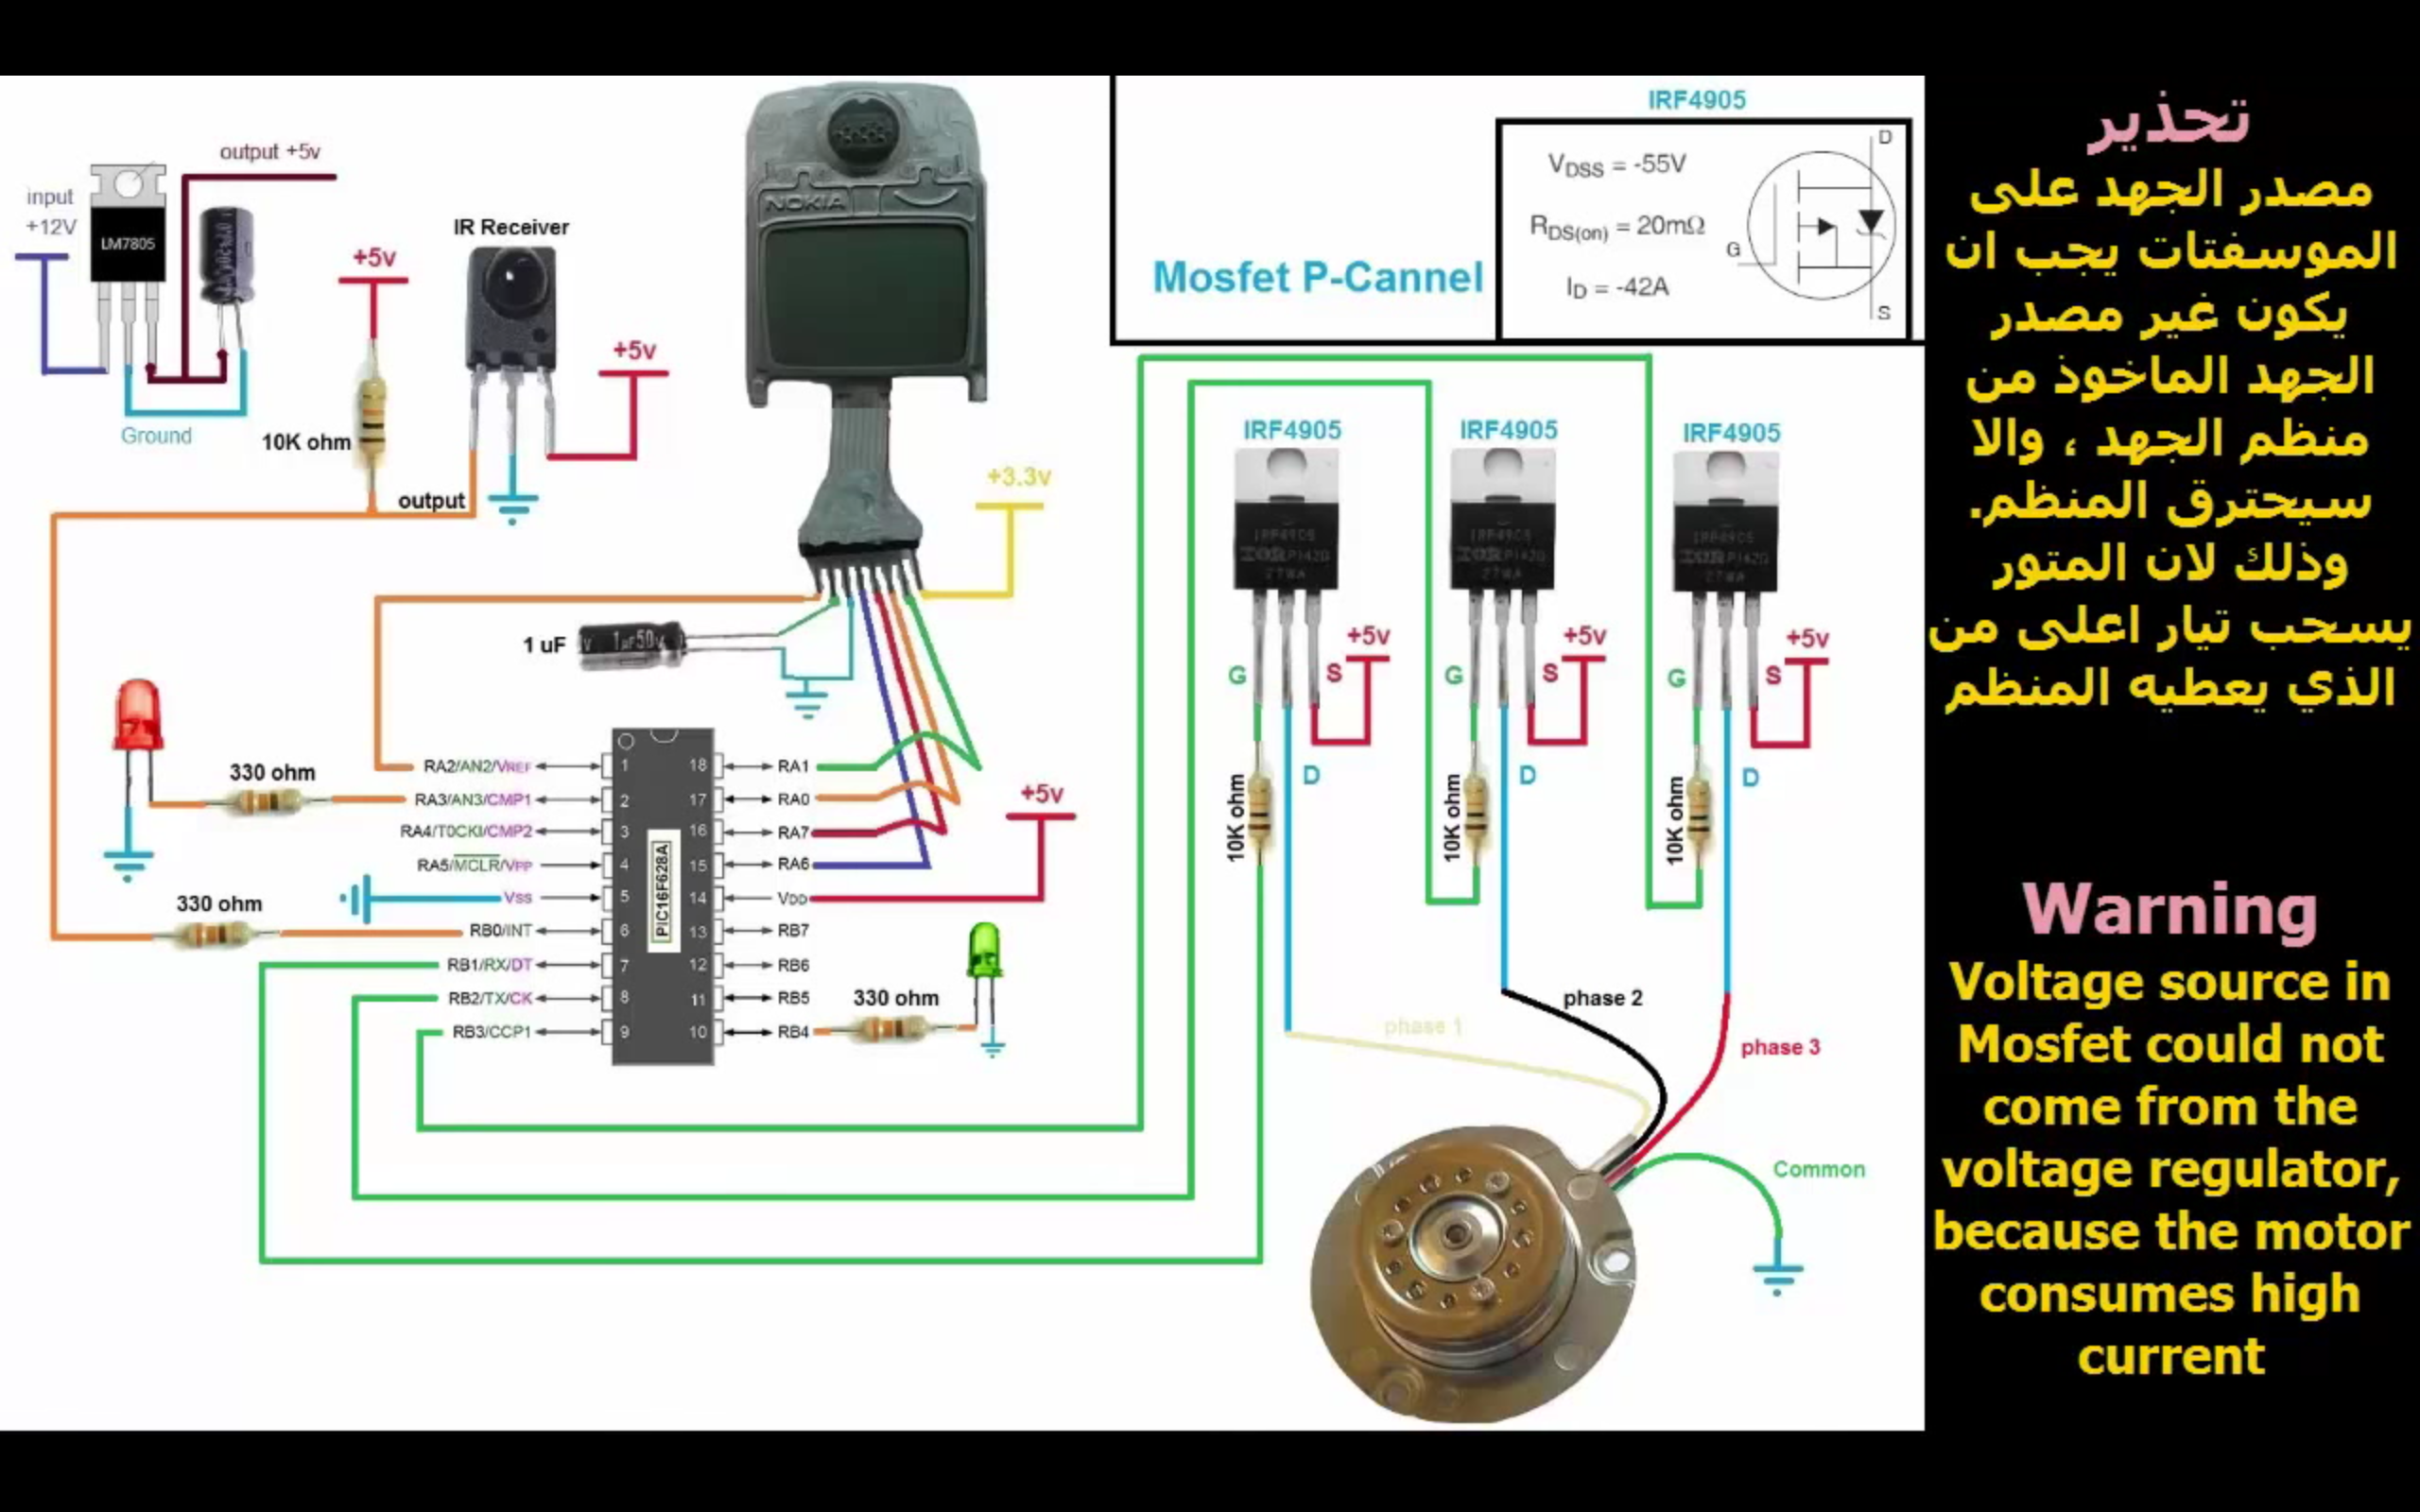 output +5v
input
+12V
LM7805
Ground
+5v
10K ohm
output
IR Receiver
+5v
NOKIA
+3.3v
1 uF
1µF50V
330 ohm
330 ohm
RA2/AN2/VREF
RA3/AN3/CMP1
RA4/T0CKI/CMP2
RA5/MCLR/VPP
VSS
RB0/INT
RB1/RX/DT
RB2/TX/CK
RB3/CCP1
1
2
3
4
5
6
7
8
9
PIC16F628A
18
17
16
15
14
13
12
11
10
RA1
RA0
RA7
RA6
VDD
RB7
RB6
RB5
RB4
+5v
330 ohm
Mosfet P-Cannel
IRF4905
VDSS = -55V
RDS(on) = 20mΩ
ID = -42A
D
G
S
IRF4905
IRF4905
IRF4905
G
S
+5v
D
10K ohm
G
S
+5v
D
10K ohm
G
S
+5v
D
10K ohm
phase 1
phase 2
phase 3
Common
تحذير
مصدر الجهد على
الموسفتات يجب ان
يكون غير مصدر
الجهد الماخوذ من
منظم الجهد ، والا
سيحترق المنظم.
وذلك لان المتور
يسحب تيار اعلى من
الذي يعطيه المنظم
Warning
Voltage source in
Mosfet could not
come from the
voltage regulator,
because the motor
consumes high
current